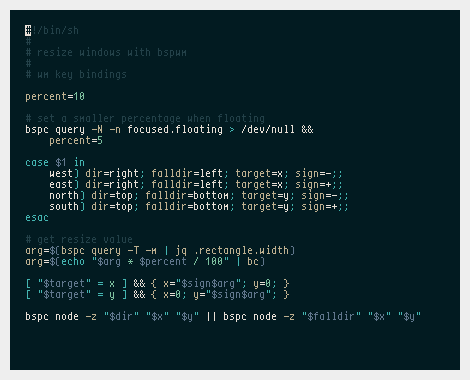 #!/bin/sh
#
# resize windows with bspwm
#
# wm key bindings

percent=10

# set a smaller percentage when floating
bspc query -N -n focused.floating > /dev/null &&
    percent=5

case $1 in
    west) dir=right; falldir=left; target=x; sign=-;;
    east) dir=right; falldir=left; target=x; sign=+;;
    north) dir=top; falldir=bottom; target=y; sign=-;;
    south) dir=top; falldir=bottom; target=y; sign=+;;
esac

# get resize value
arg=$(bspc query -T -m | jq .rectangle.width)
arg=$(echo "$arg * $percent / 100" | bc)

[ "$target" = x ] && { x="$sign$arg"; y=0; }
[ "$target" = y ] && { x=0; y="$sign$arg"; }

bspc node -z "$dir" "$x" "$y" || bspc node -z "$falldir" "$x" "$y"